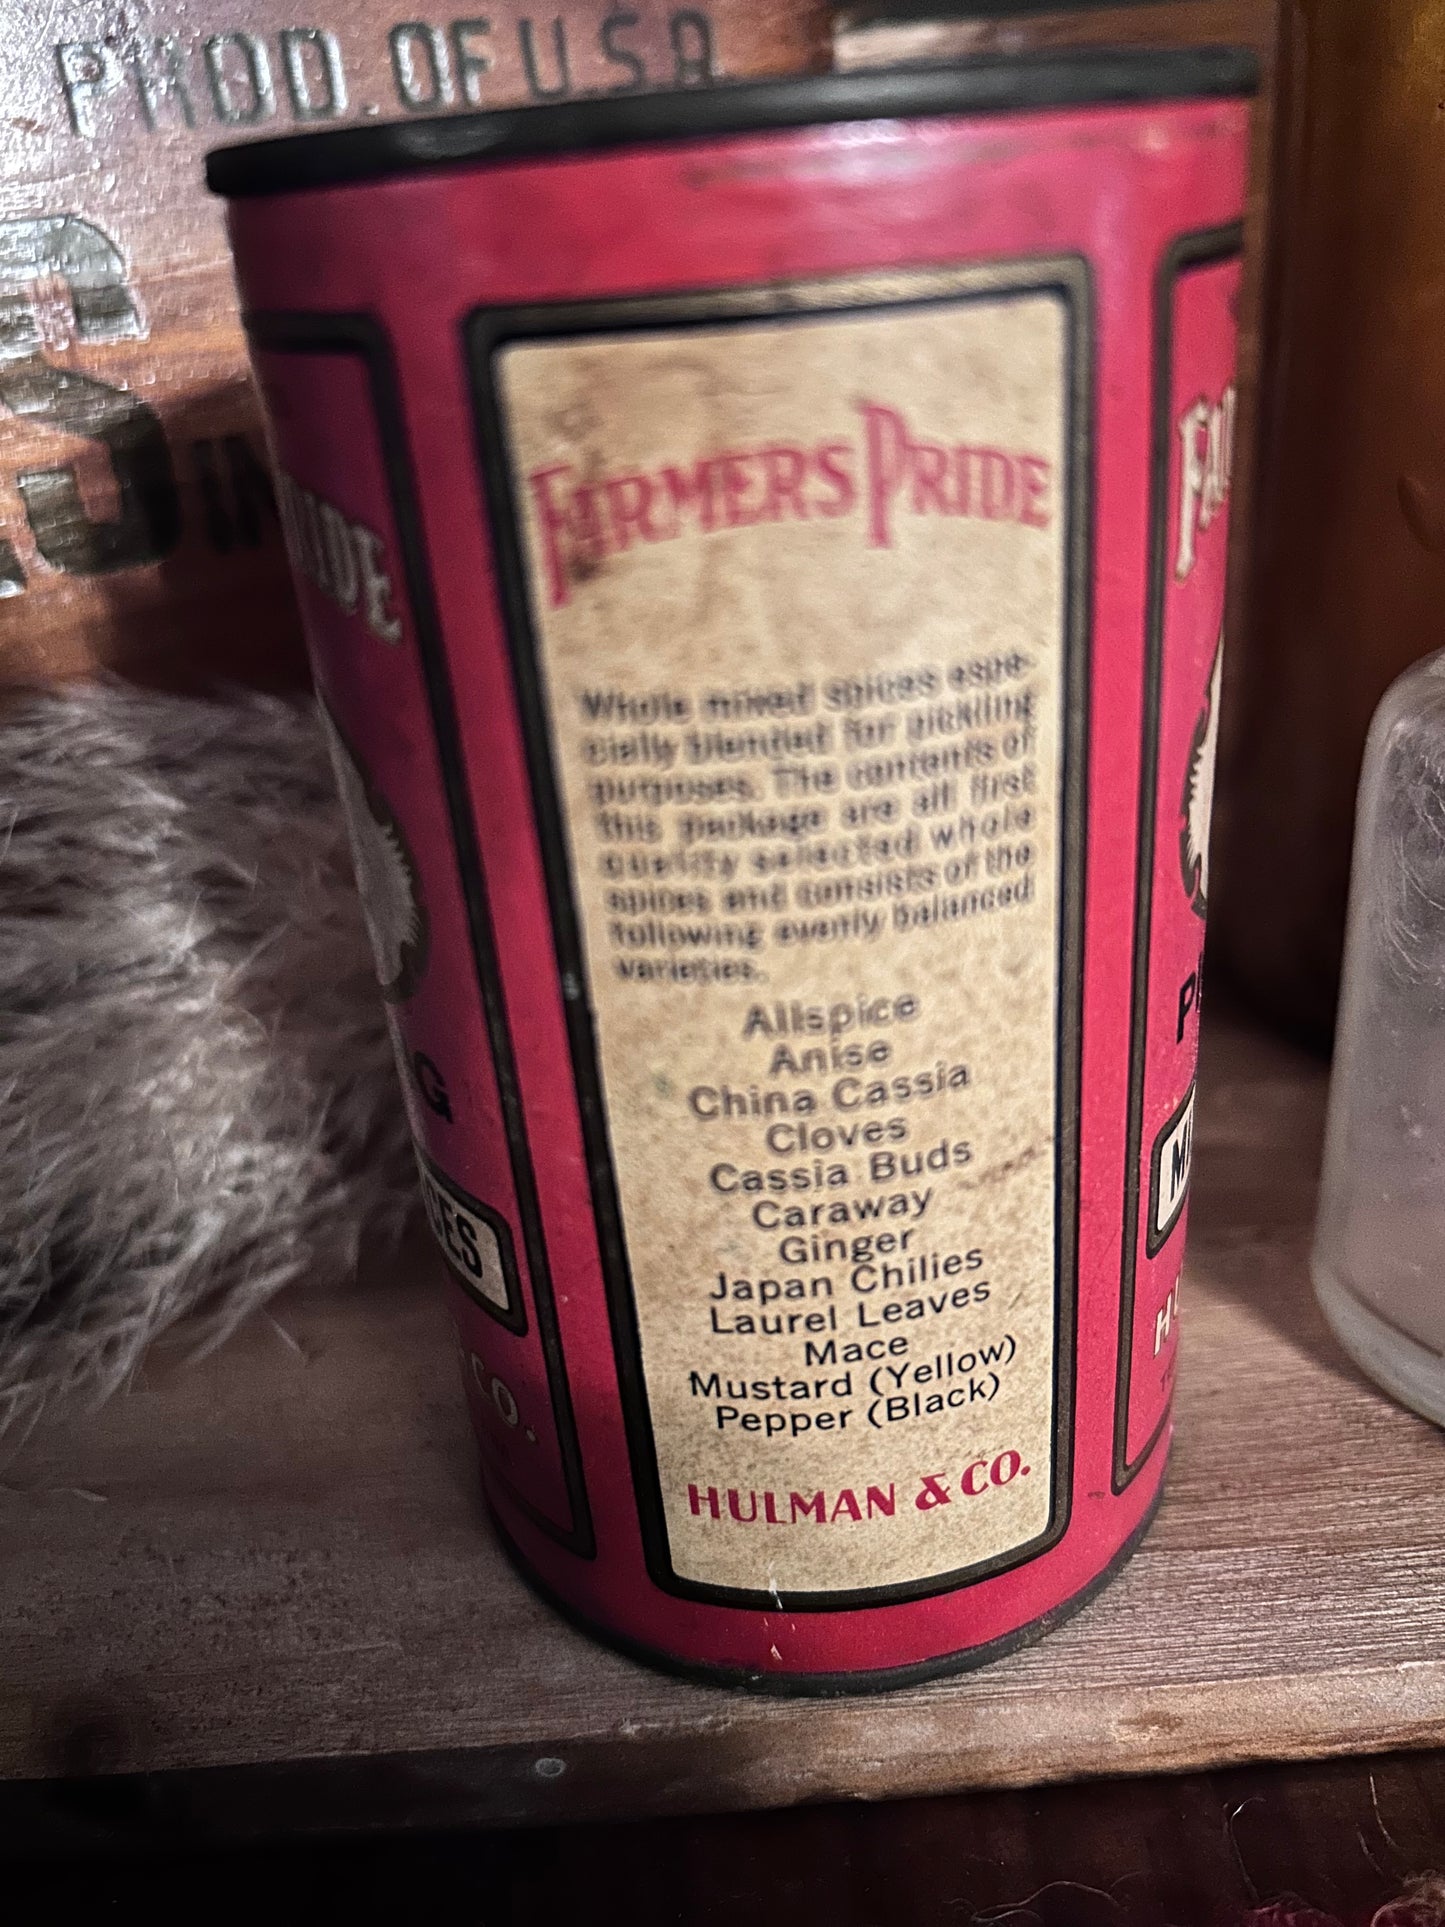 PROD. OF U.S.A
FARMERS PRIDE
Whole mixed spices espe-
cially blended for pickling
purposes. The contents of
this package are all first
quality selected whole
spices and consists of the
following evenly balanced
varieties.
Allspice
Anise
China Cassia
Cloves
Cassia Buds
Caraway
Ginger
Japan Chilies
Laurel Leaves
Mace
Mustard (Yellow)
Pepper (Black)
HULMAN & CO.
CO.